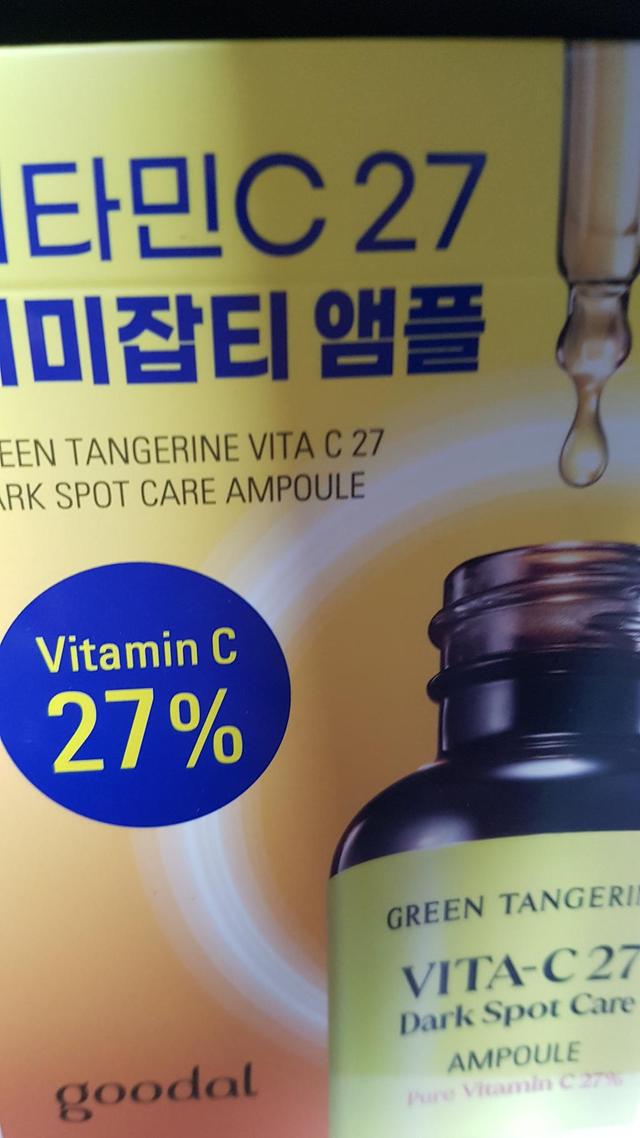 타민C 27
미잡티 앰플
EEN TANGERINE VITA C 27
ARK SPOT CARE AMPOULE
Vitamin C
27%
GREEN TANGERI
VITA-C 27
Dark Spot Care
AMPOULE
Pure Vitamin C 27%
goodal